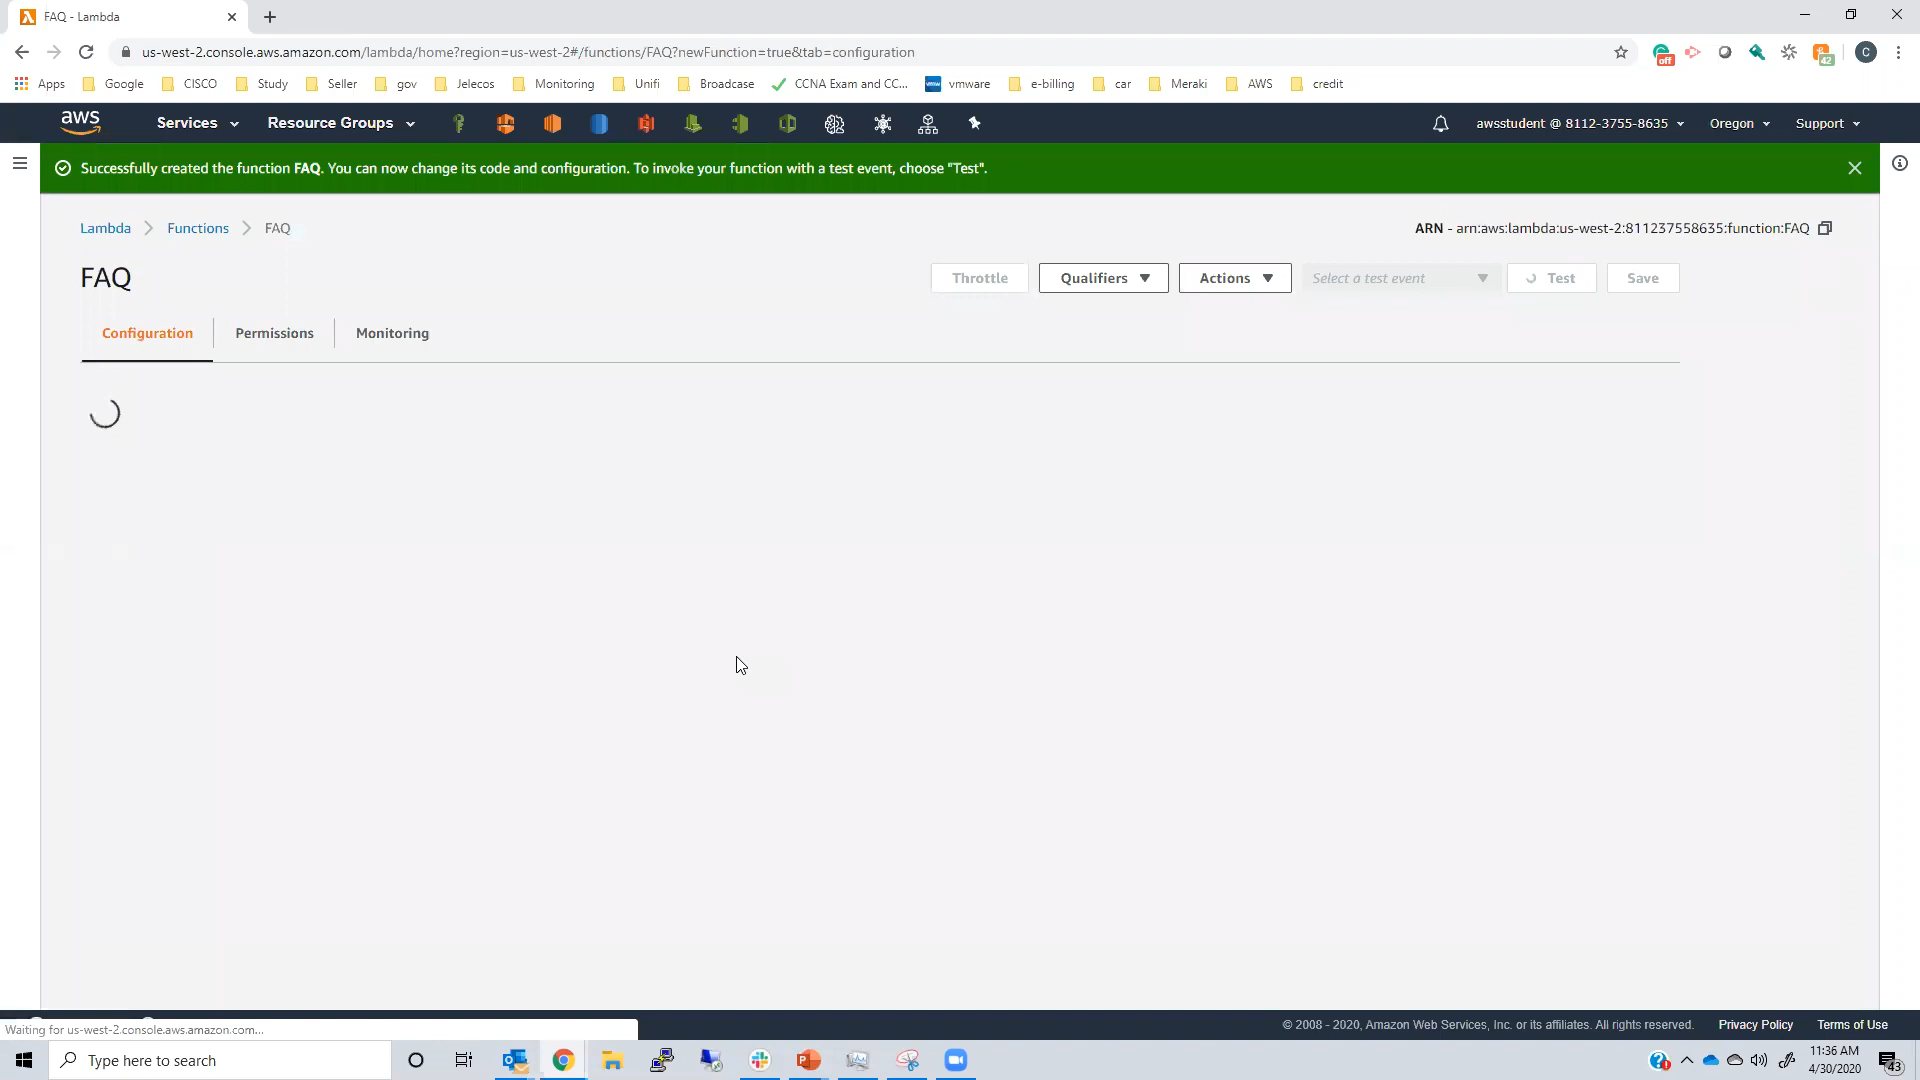 FAQ - Lambda
us-west-2.console.aws.amazon.com/lambda/home?region=us-west-2#/functions/FAQ?newFunction=true&tab=configuration
off
42
C
Apps Google CISCO Study Seller gov Jelecos Monitoring Unifi Broadcase CCNA Exam and CC... vmware e-billing car Meraki AWS credit
aws Services Resource Groups awsstudent @ 8112-3755-8635 Oregon Support
Successfully created the function FAQ. You can now change its code and configuration. To invoke your function with a test event, choose "Test".
Lambda Functions FAQ ARN - arn:aws:lambda:us-west-2:811237558635:function:FAQ
FAQ Throttle Qualifiers Actions Select a test event Test Save
Configuration Permissions Monitoring
© 2008 - 2020, Amazon Web Services, Inc. or its affiliates. All rights reserved. Privacy Policy Terms of Use
Waiting for us-west-2.console.aws.amazon.com...
Type here to search
11:36 AM
4/30/2020
43